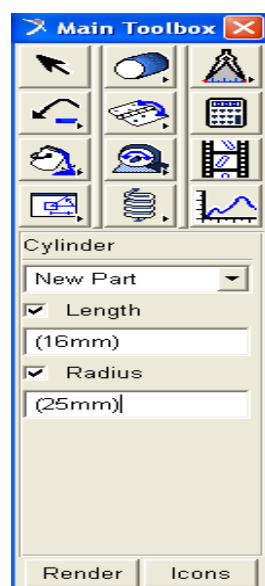 Main Toolbox
Cylinder
New Part
Length
(16mm)
Radius
(25mm)
Render Icons